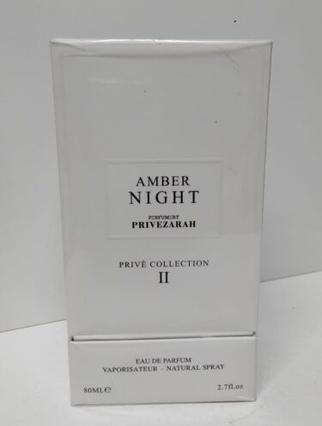 AMBER
NIGHT
PERFUMERY
PRIVEZARAH
PRIVÉ COLLECTION
II
EAU DE PARFUM
VAPORISATEUR - NATURAL SPRAY
80ML℮ 2.7fl.oz